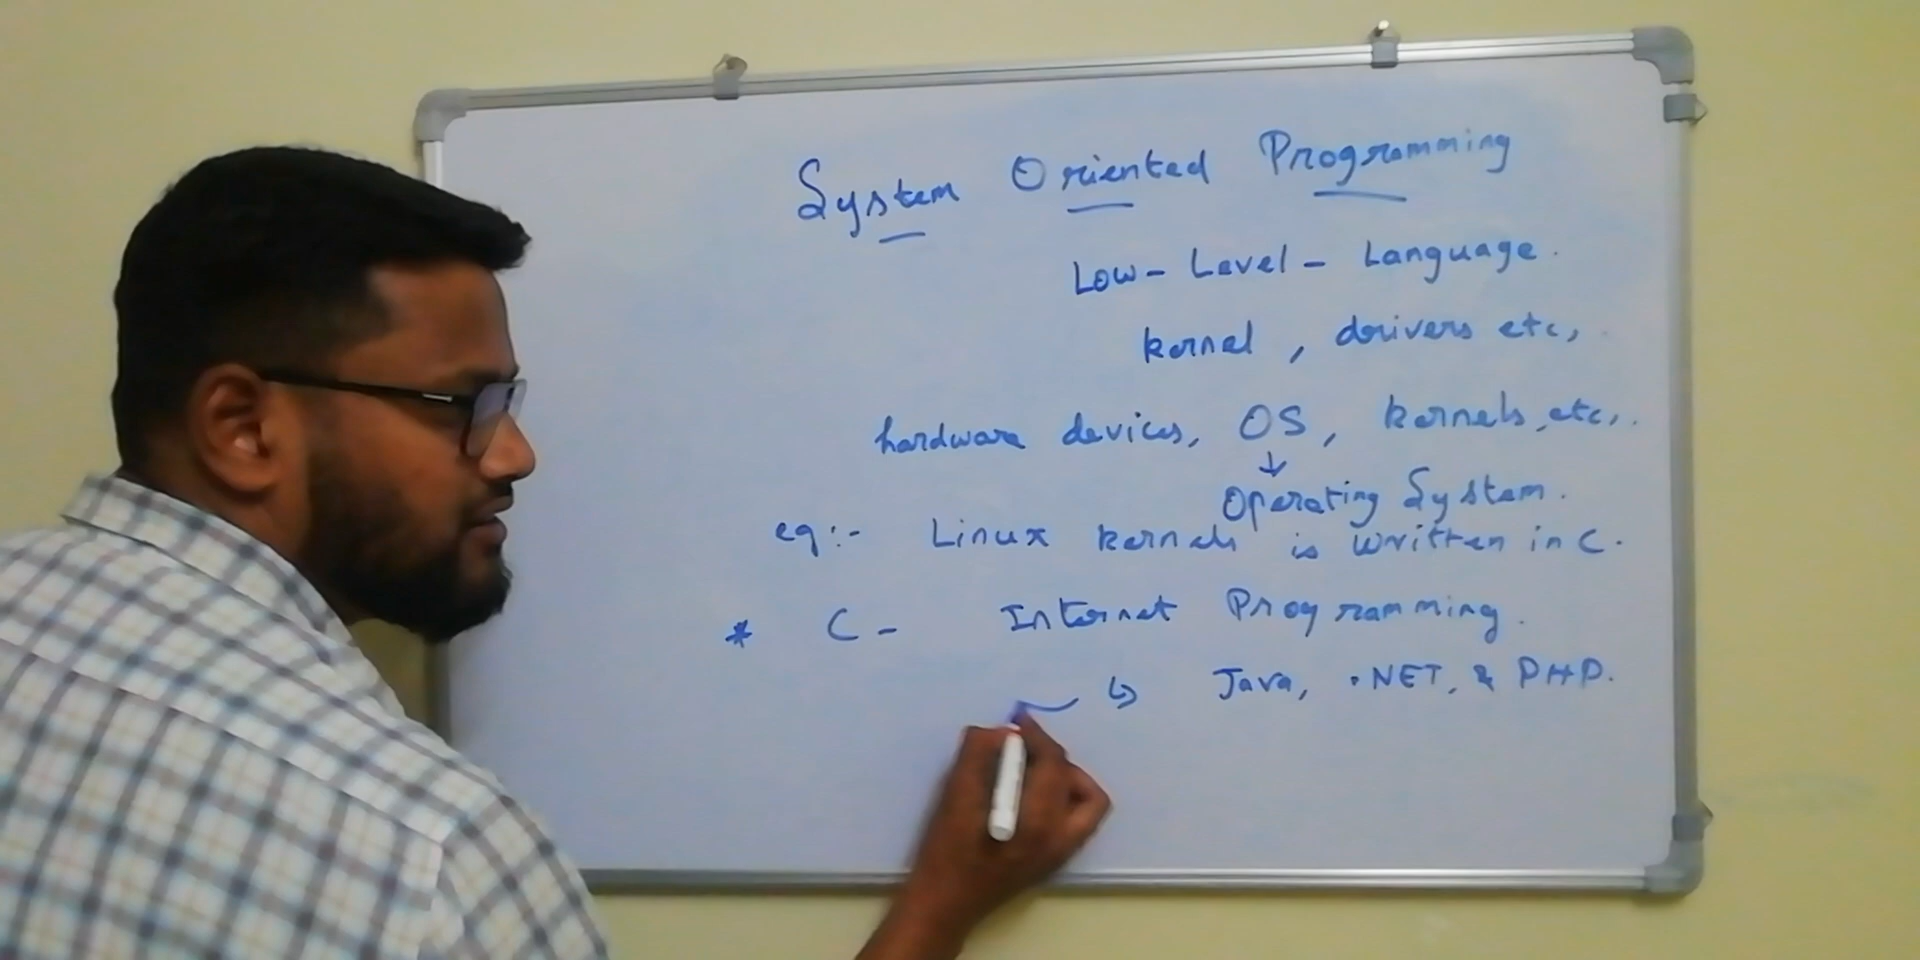 System Oriented Programming
Low-Level-Language.
kernel, drivers etc,
hardware devices, OS, kernels, etc,.
↓
Operating System.
eg:- Linux kernels is written in C.
* C - Internet Programming.
↳ Java, .NET, & PHP.